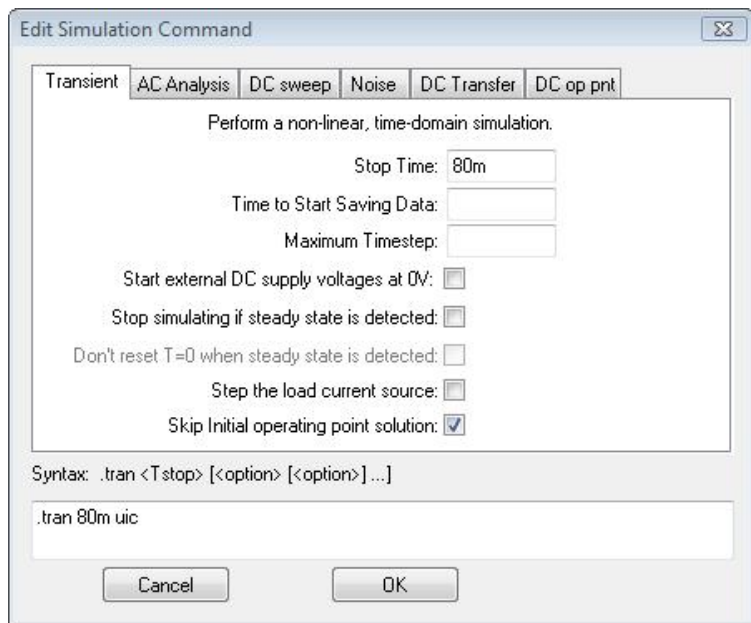 Edit Simulation Command
Transient AC Analysis DC sweep Noise DC Transfer DC op pnt
Perform a non-linear, time-domain simulation.
Stop Time: 80m
Time to Start Saving Data:
Maximum Timestep:
Start external DC supply voltages at 0V:
Stop simulating if steady state is detected:
Don't reset T=0 when steady state is detected:
Step the load current source:
Skip Initial operating point solution:
Syntax: .tran <Tstop> [<option> [<option>] ...]
.tran 80m uic
Cancel OK